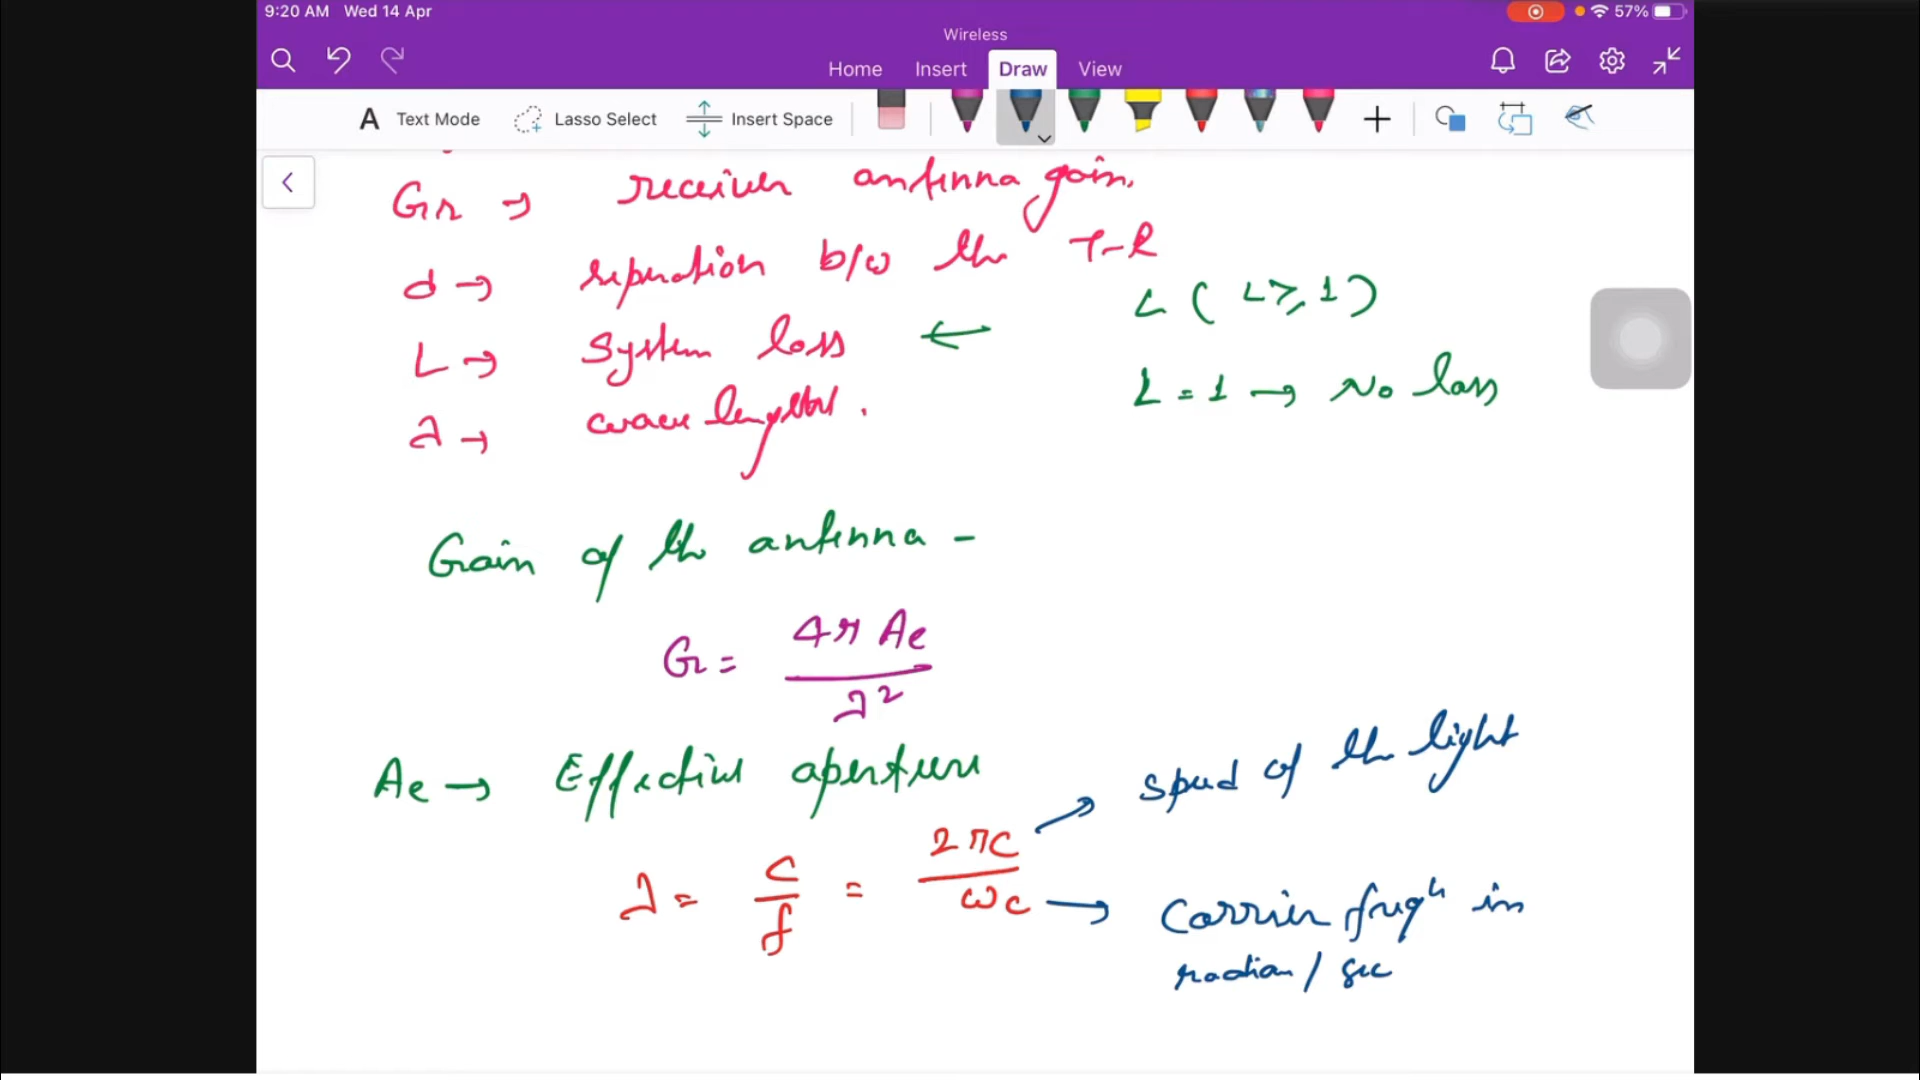 9:20 AM Wed 14 Apr
57%
Wireless
Home Insert Draw View
A Text Mode Lasso Select Insert Space
Gr → receiver antenna gain.
d → seperation b/w the T-R
L → System loss ← L ( L ≥ 1 )
L = 1 → No loss
λ → wave length.
Gain of the antenna -
G = 4π Ae
λ²
Ae → Effective aperture
→ speed of the light
λ = c/f = 2πc/ωc
→ Carrier freqⁿ in
radian / sec